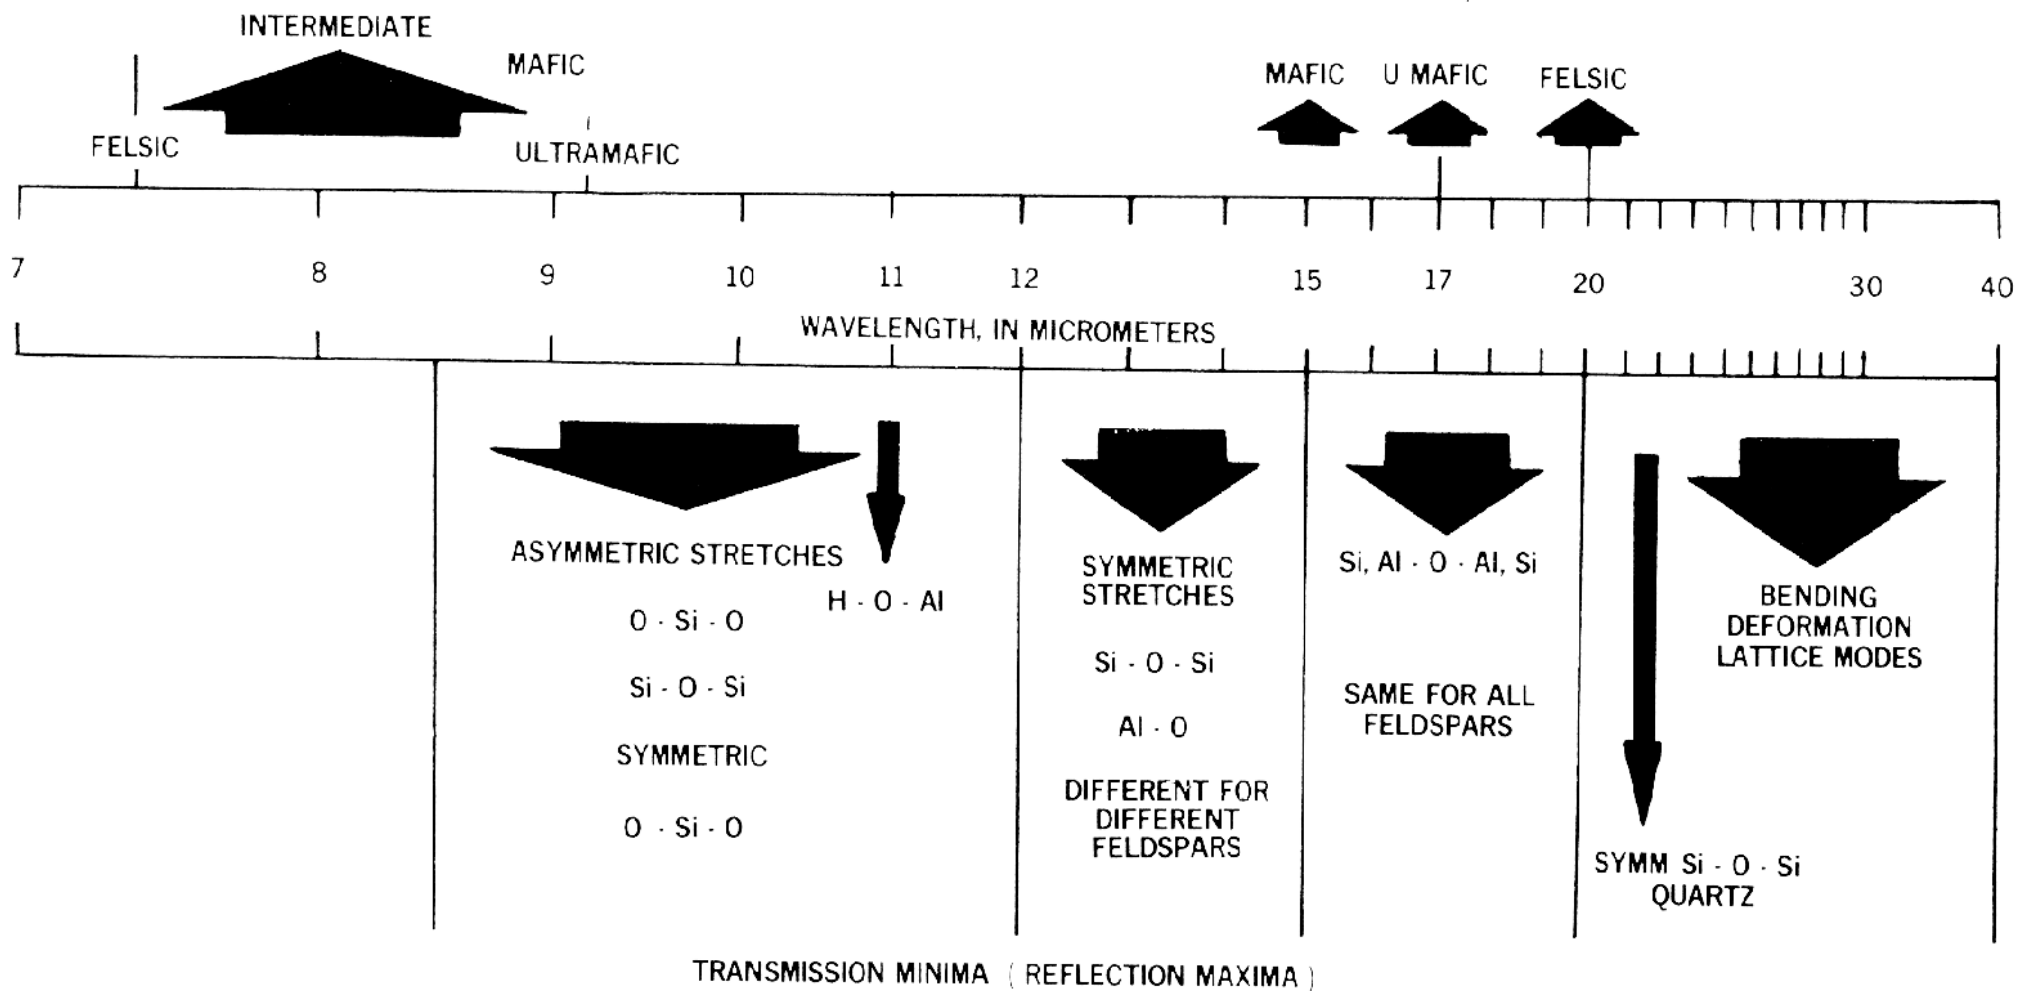 INTERMEDIATE
MAFIC
FELSIC
ULTRAMAFIC
MAFIC
U MAFIC
FELSIC
7 8 9 10 11 12 15 17 20 30 40
WAVELENGTH, IN MICROMETERS
ASYMMETRIC STRETCHES
O - Si - O
Si - O - Si
SYMMETRIC
O - Si - O
H - O - Al
SYMMETRIC
STRETCHES
Si - O - Si
Al - O
DIFFERENT FOR
DIFFERENT
FELDSPARS
Si, Al - O - Al, Si
SAME FOR ALL
FELDSPARS
SYMM Si - O - Si
QUARTZ
BENDING
DEFORMATION
LATTICE MODES
TRANSMISSION MINIMA ( REFLECTION MAXIMA )